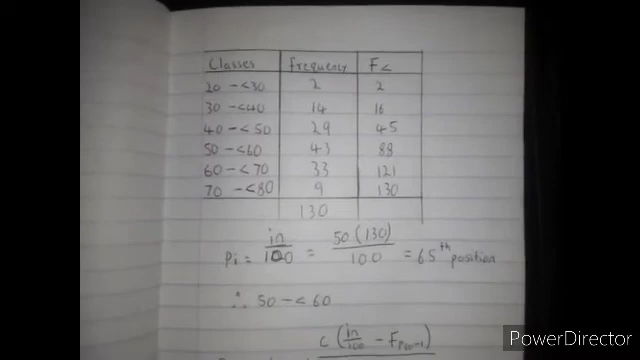 Classes frequency F<
20 -<30 2 2
30 -<40 14 16
40 -<50 29 45
50 -<60 43 88
60 -<70 33 121
70 -<80 9 130
130
Pi = in/100 = 50(130)/100 = 65th position
∴ 50 -< 60
c (in/100 - F
PowerDirector